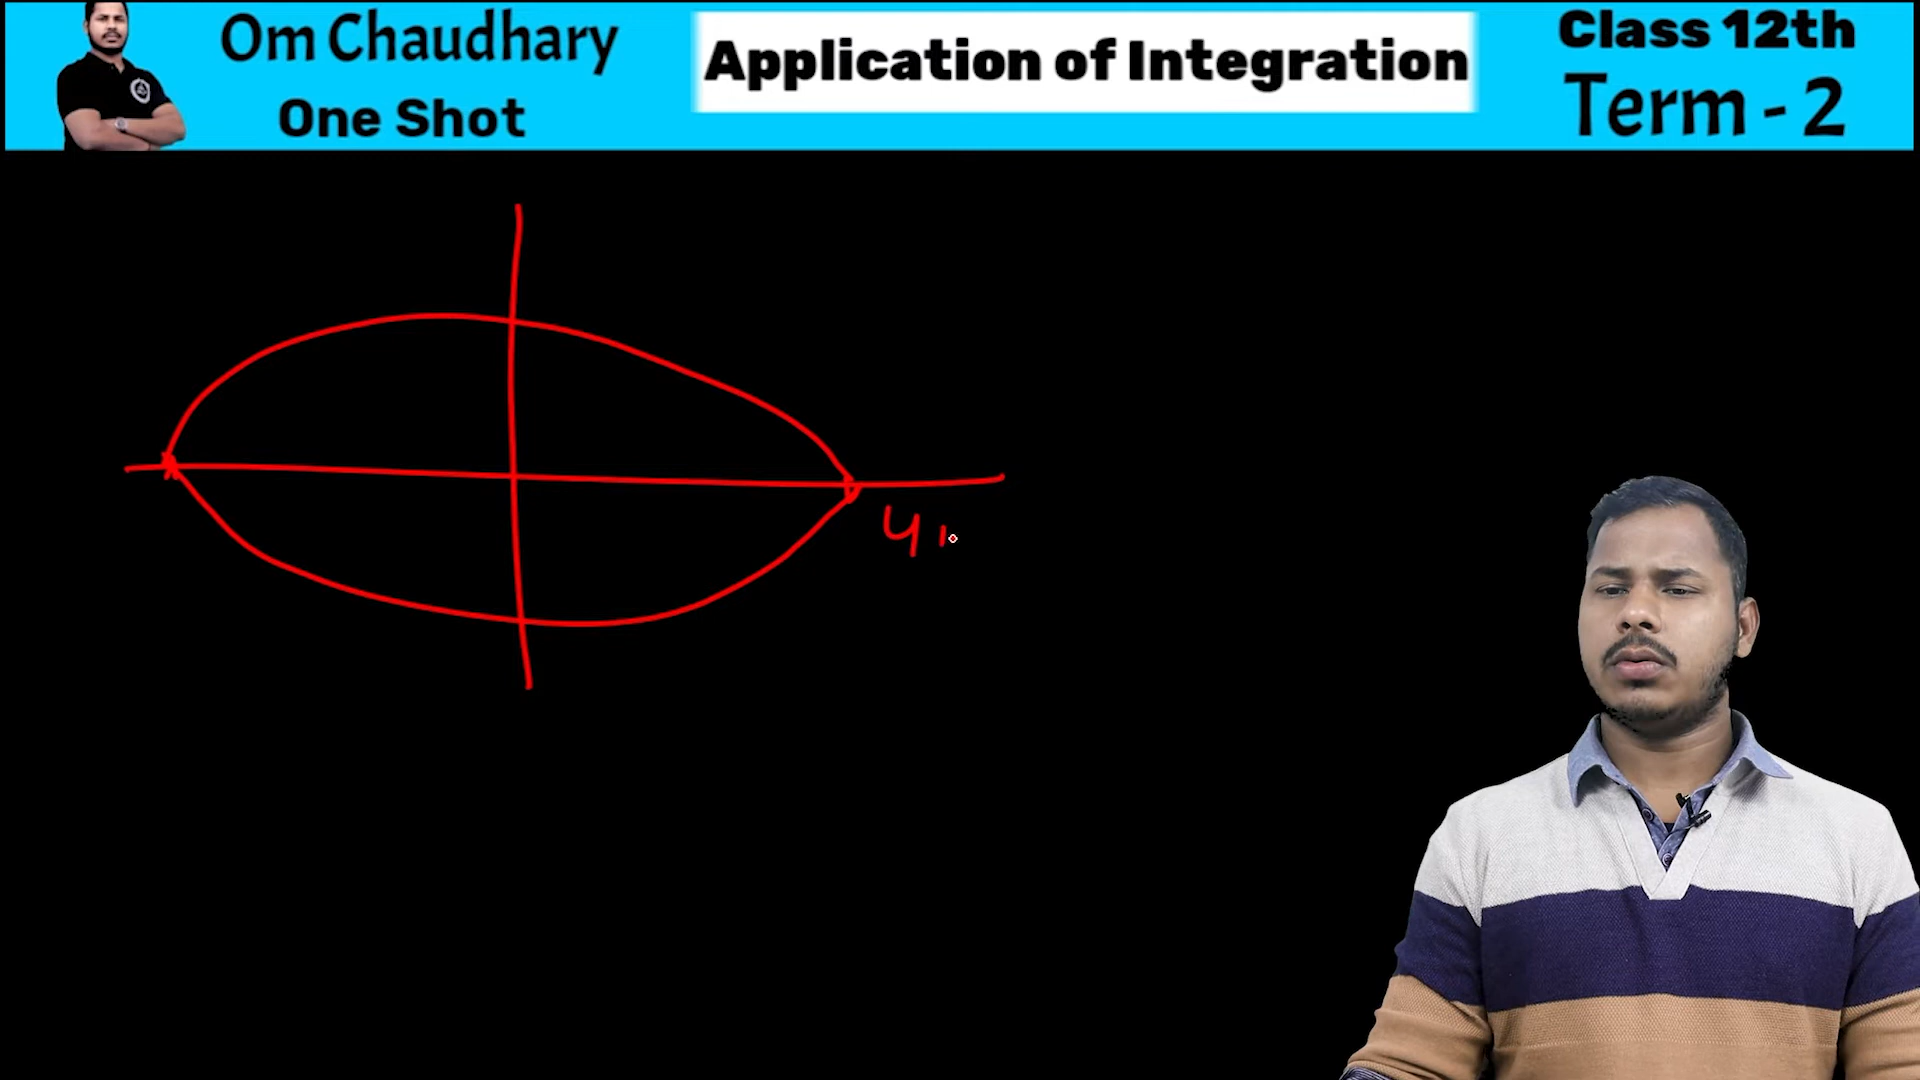 Om Chaudhary
One Shot
Application of Integration
Class 12th
Term - 2
4